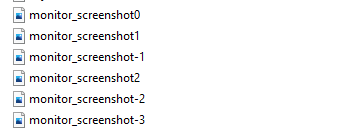 monitor_screenshot0
monitor_screenshot1
monitor_screenshot-1
monitor_screenshot2
monitor_screenshot-2
monitor_screenshot-3